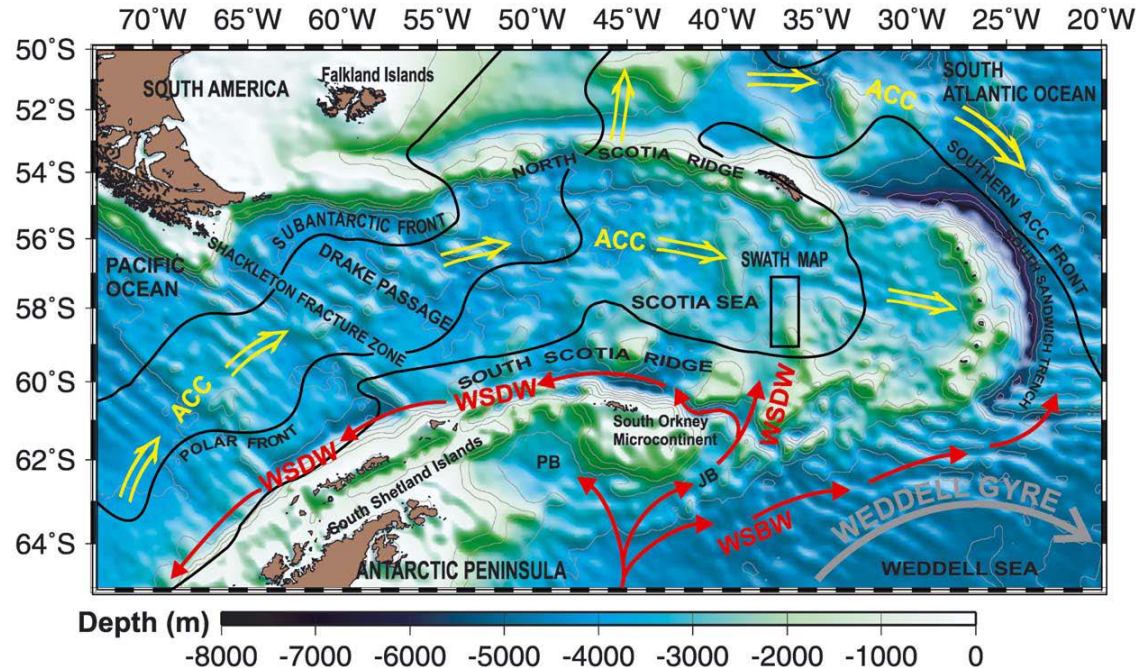 70°W 65°W 60°W 55°W 50°W 45°W 40°W 35°W 30°W 25°W 20°W
50°S
52°S
54°S
56°S
58°S
60°S
62°S
64°S
SOUTH AMERICA
Falkland Islands
ACC
SOUTH
ATLANTIC OCEAN
NORTH SCOTIA RIDGE
SOUTHERN ACC FRONT
SUBANTARCTIC FRONT
SHACKLETON FRACTURE ZONE
DRAKE PASSAGE
PACIFIC
OCEAN
ACC
SWATH MAP
SCOTIA SEA
SOUTH SANDWICH TRENCH
ACC
POLAR FRONT
SOUTH SCOTIA RIDGE
WSDW
WSDW
WSDW
South Orkney
Microcontinent
PB
JB
South Shetland Islands
WSBW
WEDDELL GYRE
ANTARCTIC PENINSULA
WEDDELL SEA
Depth (m)
-8000 -7000 -6000 -5000 -4000 -3000 -2000 -1000 0